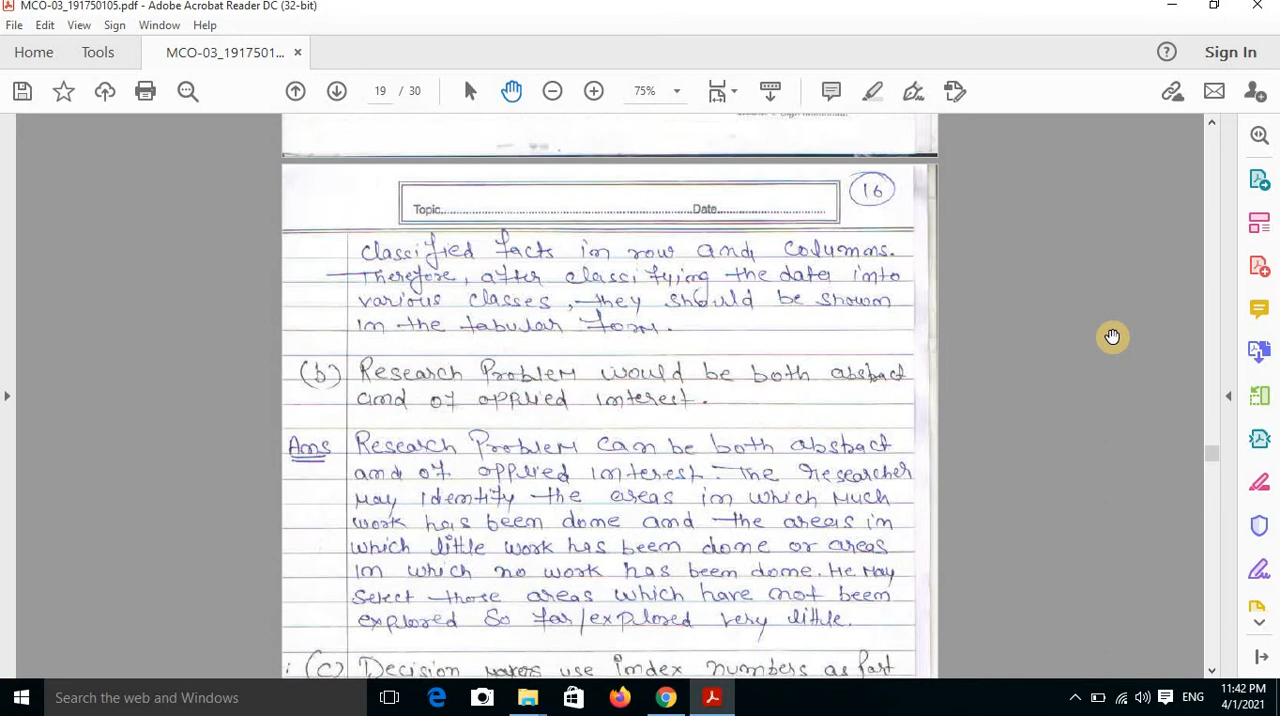 MCO-03_191750105.pdf - Adobe Acrobat Reader DC (32-bit)
File Edit View Sign Window Help
Home Tools MCO-03_1917501... × Sign In
19 / 30 75%
Topic Date 16
classified facts in row and columns.
Therefore, after classifying the data into
various classes, they should be shown
in the tabular form.
(b) Research Problem would be both abspact
and of applied interest.
Ans Research Problem can be both abspact
and of applied interest. The researcher
May identify the areas in which Much
work has been done and the areas in
which little work has been done or areas
in which no work has been done. He May
select those areas which have not been
explored So far/explored very little.
(c) Decision makers use index numbers as part
Search the web and Windows
ENG
11:42 PM
4/1/2021